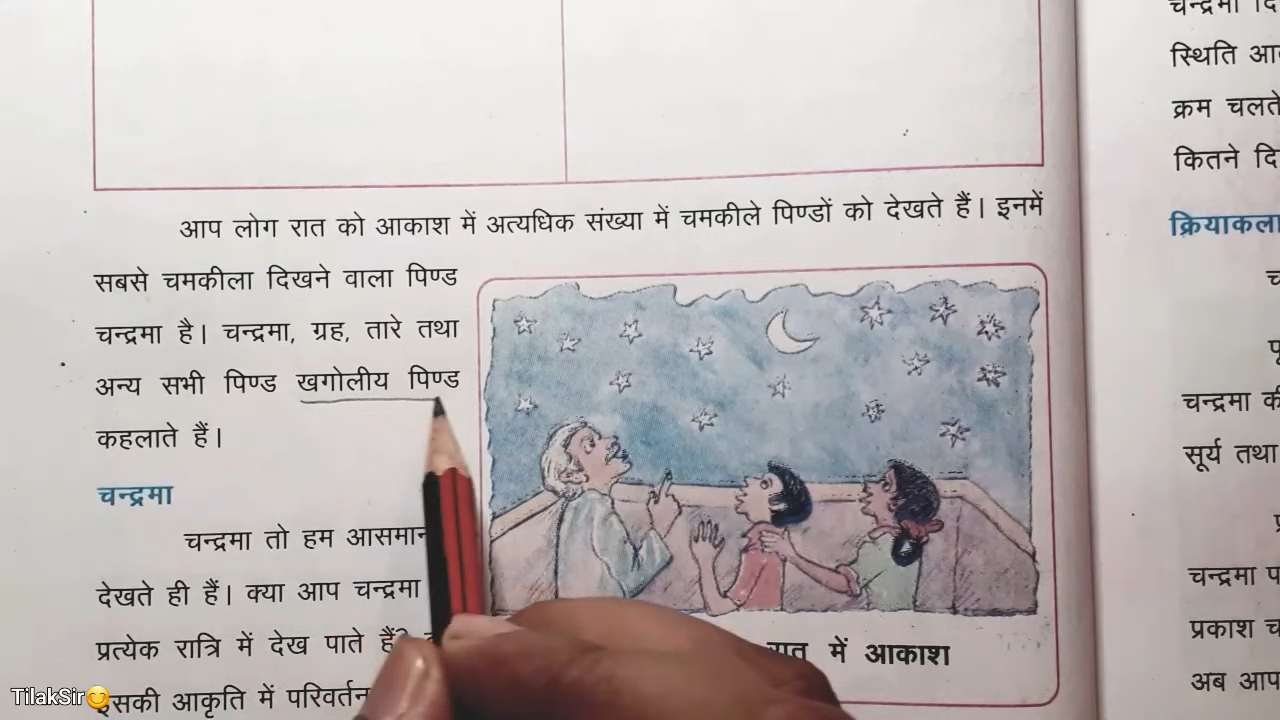 आप लोग रात को आकाश में अत्यधिक संख्या में चमकीले पिण्डों को देखते हैं। इनमें
सबसे चमकीला दिखने वाला पिण्ड
चन्द्रमा है। चन्द्रमा, ग्रह, तारे तथा
अन्य सभी पिण्ड खगोलीय पिण्ड
कहलाते हैं।
चन्द्रमा
चन्द्रमा तो हम आसमान
देखते ही हैं। क्या आप चन्द्रमा
प्रत्येक रात्रि में देख पाते हैं?
इसकी आकृति में परिवर्तन
रात में आकाश
चन्द्रमा
स्थिति
क्रम चलते
कितने
क्रियाकला
चन्द्रमा
सूर्य तथा
चन्द्रमा
प्रकाश
अब आप
TilakSir😊